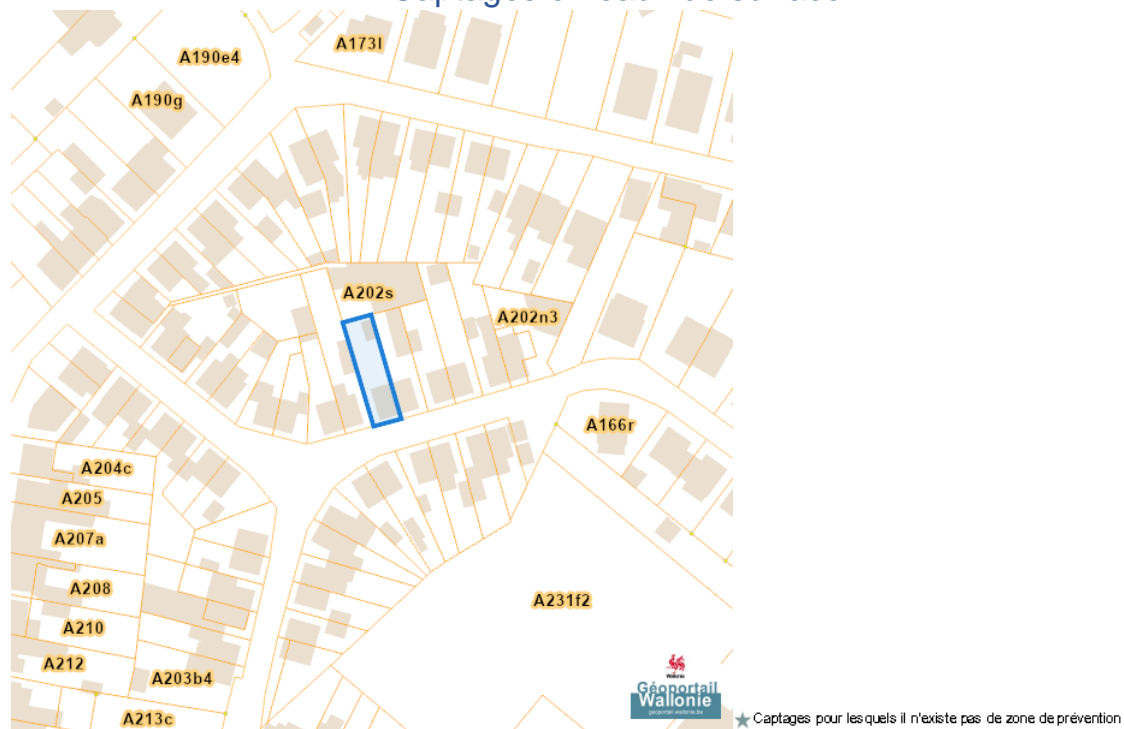 A173l
A190e4
A190g
A202s
A202n3
A166r
A204c
A205
A207a
A208
A231f2
A210
A212
A203b4
A213c
Wallonie
Géoportail
Wallonie
geoportail.wallonie.be
Captages pour lesquels il n'existe pas de zone de prévention